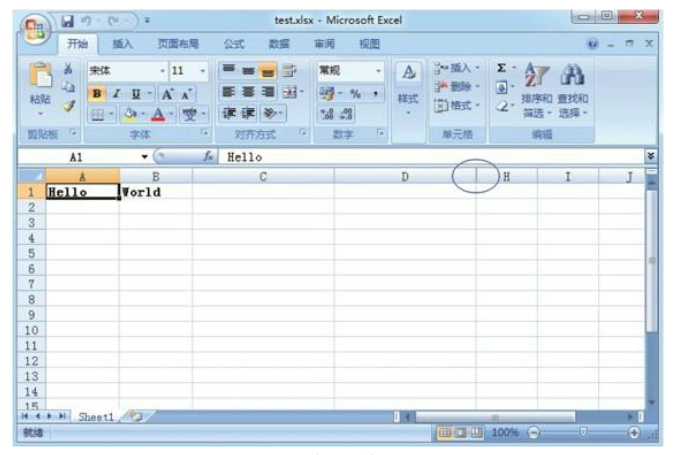 test.xlsx - Microsoft Excel
开始 插入 页面布局 公式 数据 审阅 视图
宋体 11 常规 插入 Σ
粘贴 B I U A A % , 样式 删除 排序和 查找和
A 格式 筛选 选择
剪贴板 字体 对齐方式 数字 单元格 编辑
A1 fx Hello
A B C D H I J
1 Hello World
2
3
4
5
6
7
8
9
10
11
12
13
14
15
Sheet1
就绪 100%